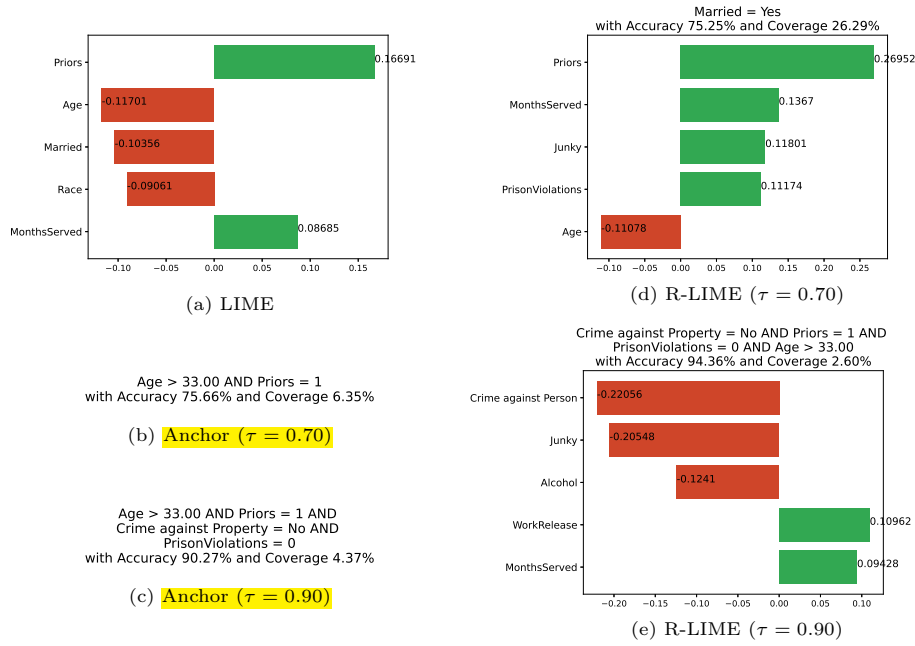 Priors
0.16691
Age
-0.11701
Married
-0.10356
Race
-0.09061
MonthsServed
0.08685
−0.10 −0.05 0.00 0.05 0.10 0.15
(a) LIME
Age > 33.00 AND Priors = 1
with Accuracy 75.66% and Coverage 6.35%
(b) Anchor (τ = 0.70)
Age > 33.00 AND Priors = 1 AND
Crime against Property = No AND
PrisonViolations = 0
with Accuracy 90.27% and Coverage 4.37%
(c) Anchor (τ = 0.90)
Married = Yes
with Accuracy 75.25% and Coverage 26.29%
Priors
0.26952
MonthsServed
0.1367
Junky
0.11801
PrisonViolations
0.11174
Age
-0.11078
−0.10 −0.05 0.00 0.05 0.10 0.15 0.20 0.25
(d) R-LIME (τ = 0.70)
Crime against Property = No AND Priors = 1 AND
PrisonViolations = 0 AND Age > 33.00
with Accuracy 94.36% and Coverage 2.60%
Crime against Person
-0.22056
Junky
-0.20548
Alcohol
-0.1241
WorkRelease
0.10962
MonthsServed
0.09428
−0.20 −0.15 −0.10 −0.05 0.00 0.05 0.10
(e) R-LIME (τ = 0.90)